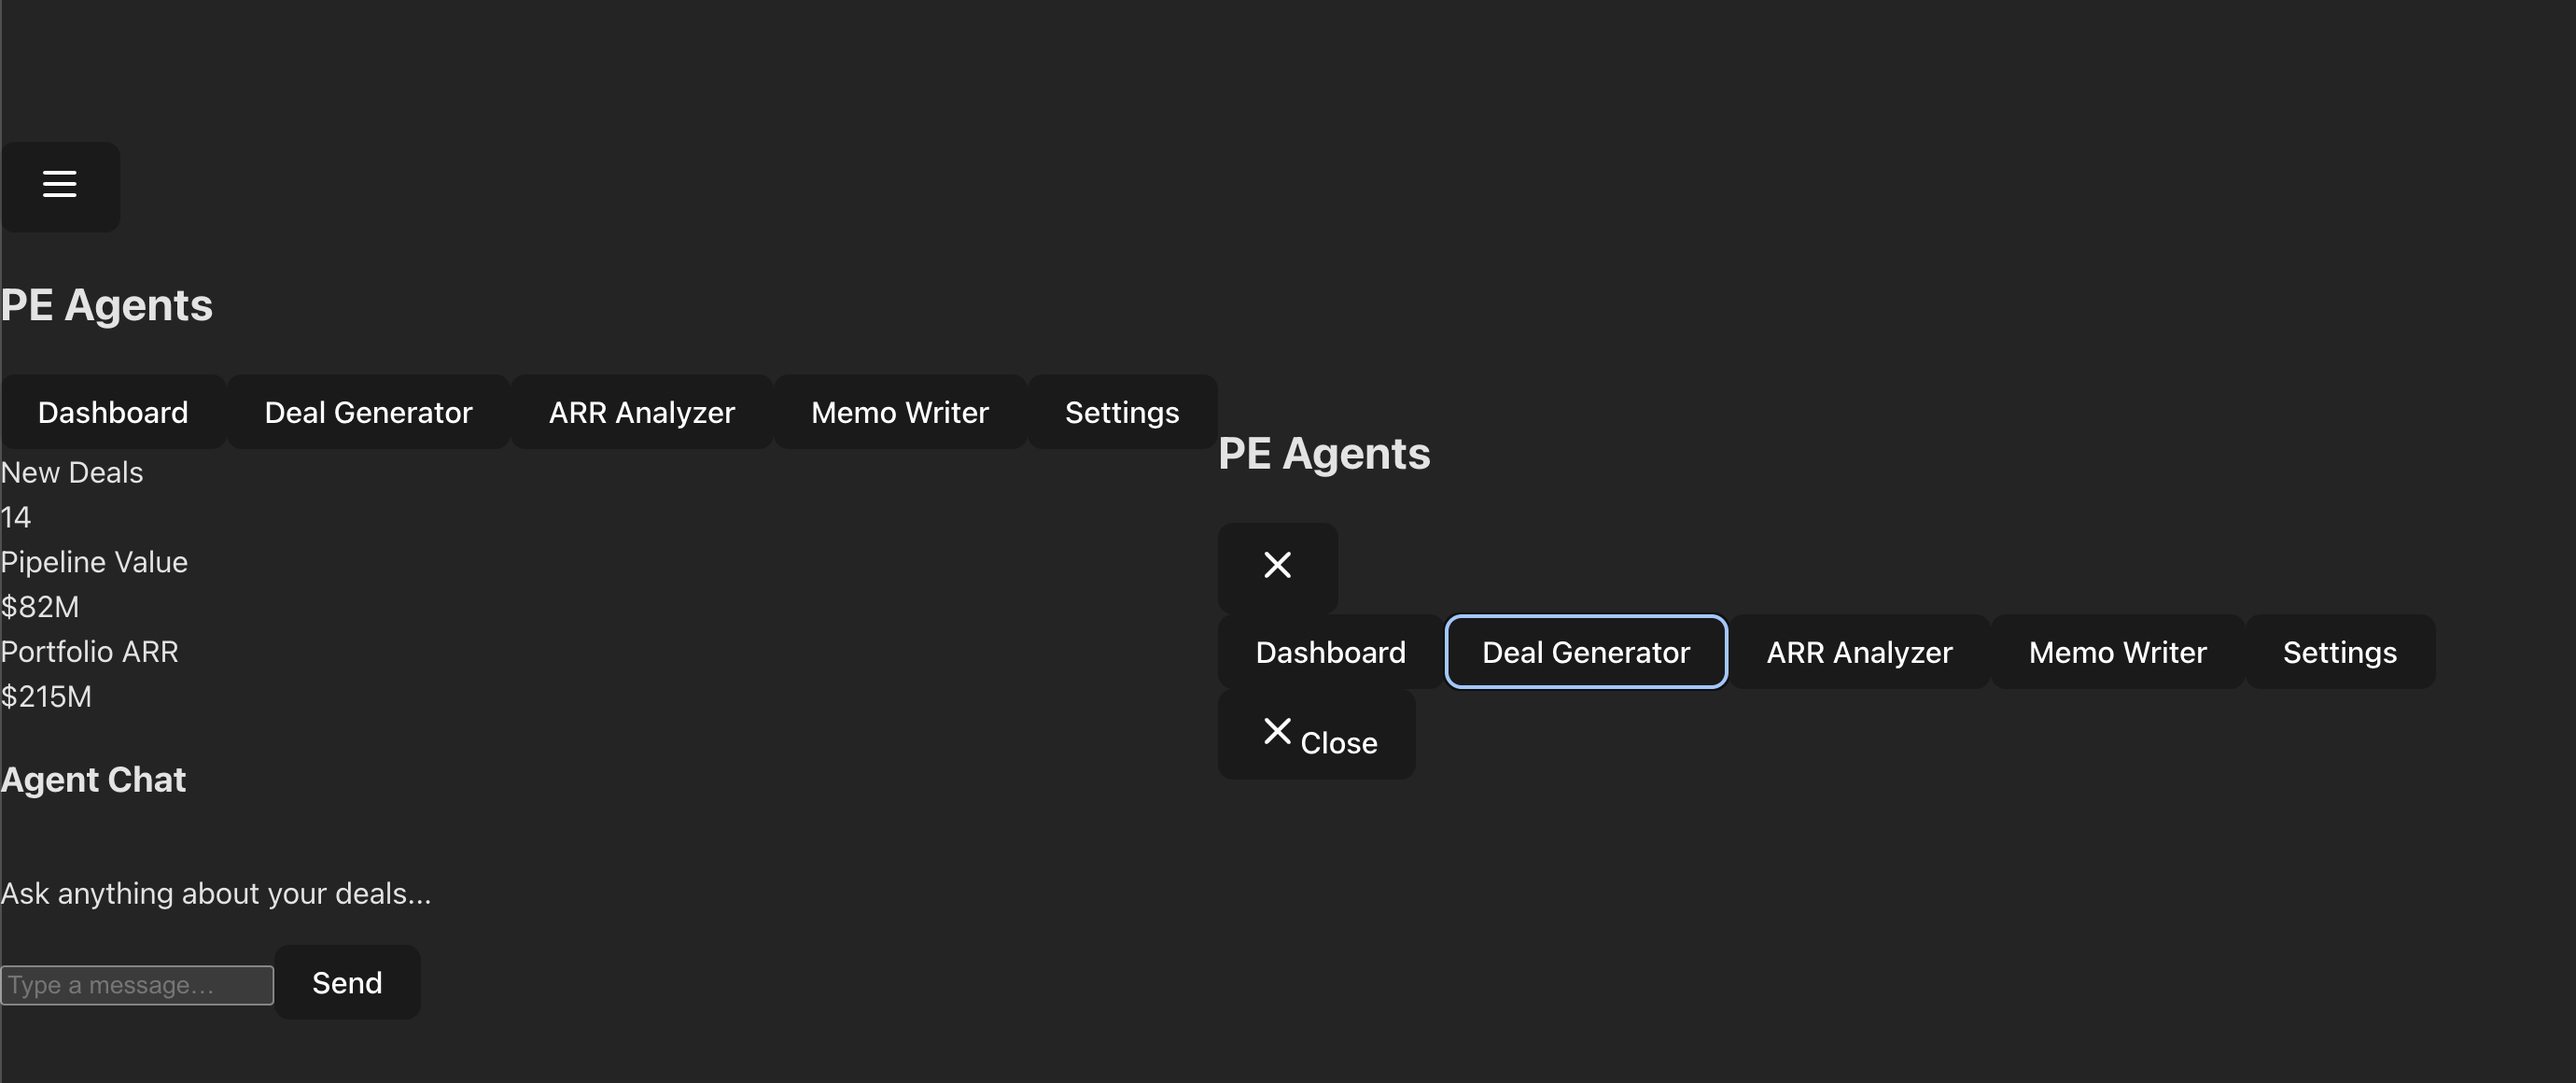 PE Agents
Dashboard Deal Generator ARR Analyzer Memo Writer Settings
New Deals
14
Pipeline Value
$82M
Portfolio ARR
$215M
Agent Chat
Ask anything about your deals...
Type a message... Send
PE Agents
Dashboard Deal Generator ARR Analyzer Memo Writer Settings
Close